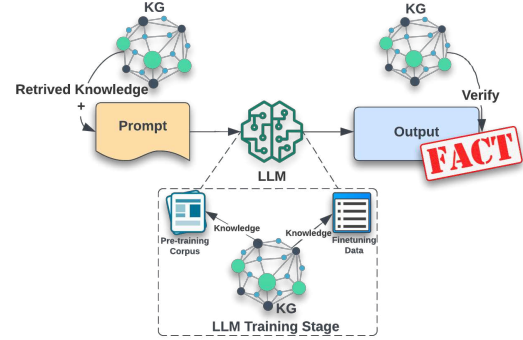 KG
KG
Retrived Knowledge
+
Prompt
LLM
Output
Verify
FACT
Pre-training
Corpus
Knowledge
Knowledge
Finetuning
Data
KG
LLM Training Stage